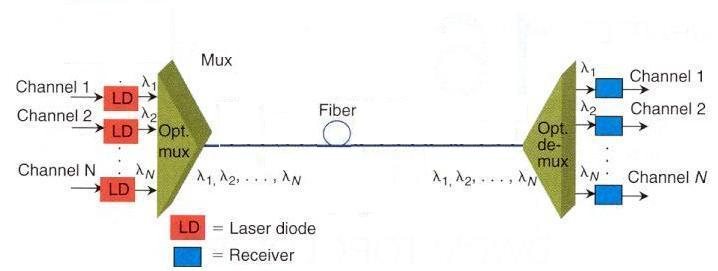 Mux
Channel 1
LD
λ1
Channel 2
LD
λ2
Opt.
mux
Channel N
LD
λN
λ1, λ2, . . . , λN
Fiber
λ1, λ2, . . . , λN
Opt.
de-
mux
λ1
Channel 1
λ2
Channel 2
λN
Channel N
LD = Laser diode
= Receiver